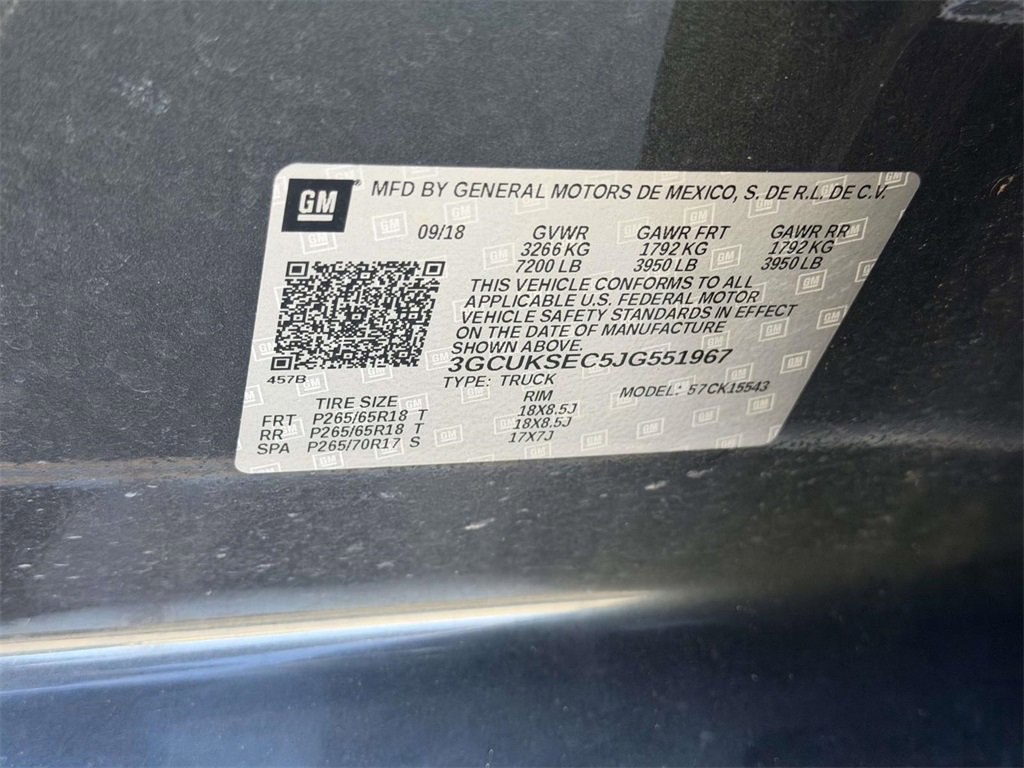 GM MFD BY GENERAL MOTORS DE MEXICO, S. DE R.L. DE C.V.
09/18 GVWR GAWR FRT GAWR RR
3266 KG 1792 KG 1792 KG
7200 LB 3950 LB 3950 LB
THIS VEHICLE CONFORMS TO ALL
APPLICABLE U.S. FEDERAL MOTOR
VEHICLE SAFETY STANDARDS IN EFFECT
ON THE DATE OF MANUFACTURE
SHOWN ABOVE.
3GCUKSEC5JG551967
457B TYPE: TRUCK MODEL: 57CK15543
TIRE SIZE RIM
FRT P265/65R18 T 18X8.5J
RR P265/65R18 T 18X8.5J
SPA P265/70R17 S 17X7J